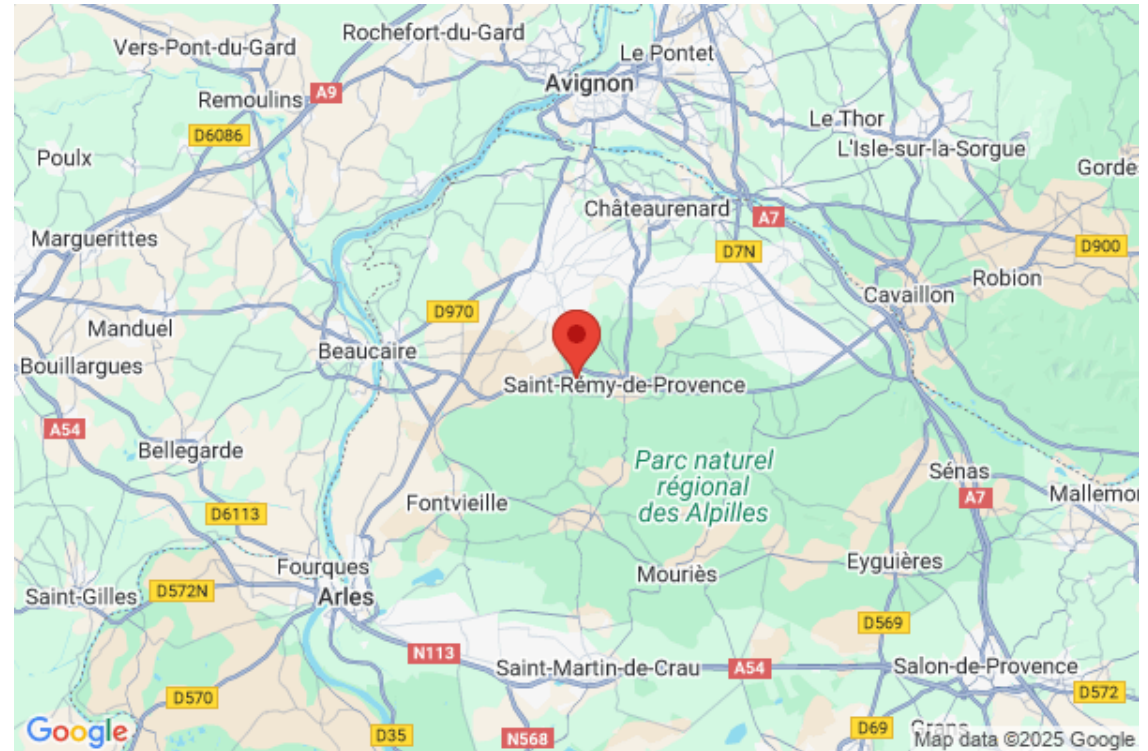 Rochefort-du-Gard
Vers-Pont-du-Gard
Le Pontet
Avignon
Remoulins
A9
D6086
Le Thor
L'Isle-sur-la-Sorgue
Poulx
Gorde
Châteaurenard
A7
Marguerittes
D7N
D900
Robion
Cavaillon
D970
Manduel
Beaucaire
Bouillargues
Saint-Rémy-de-Provence
A54
Bellegarde
Parc naturel
régional
des Alpilles
Sénas
A7
Mallemor
Fontvieille
D6113
Eyguières
Fourques
Mouriès
Saint-Gilles
D572N
Arles
D569
N113
Saint-Martin-de-Crau
A54
Salon-de-Provence
D570
D572
Google
D35
N568
D69
Grans
Map data ©2025 Google